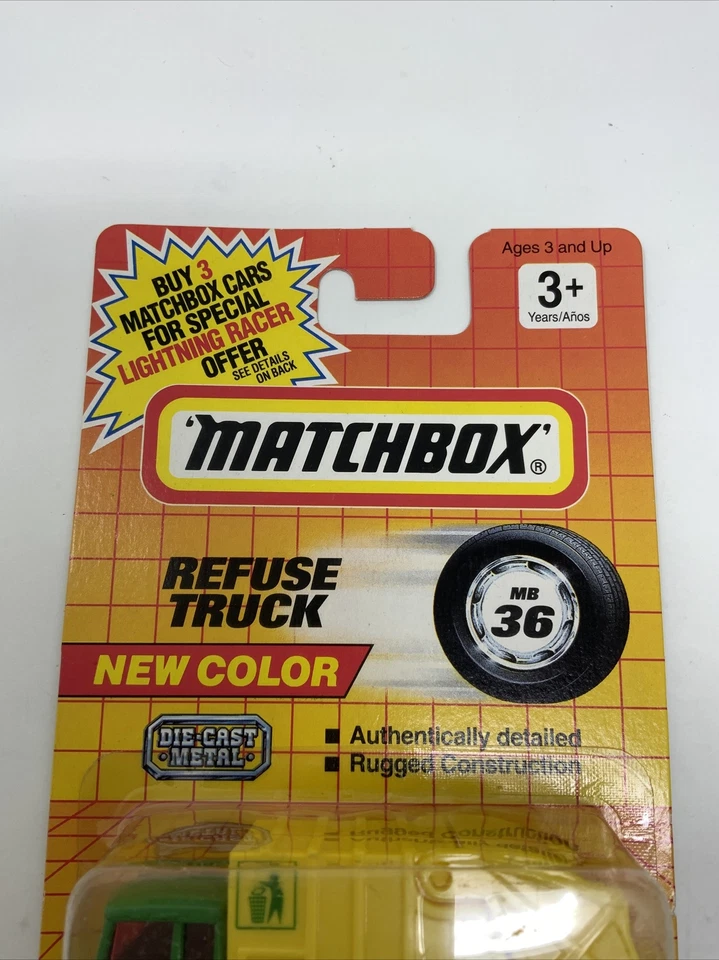 BUY 3
MATCHBOX CARS
FOR SPECIAL
LIGHTNING RACER
OFFER
SEE DETAILS
ON BACK
Ages 3 and Up
3+
Years/Años
'MATCHBOX'®
REFUSE
TRUCK
MB
36
NEW COLOR
DIE-CAST
•METAL•
■ Authentically detailed
■ Rugged Construction